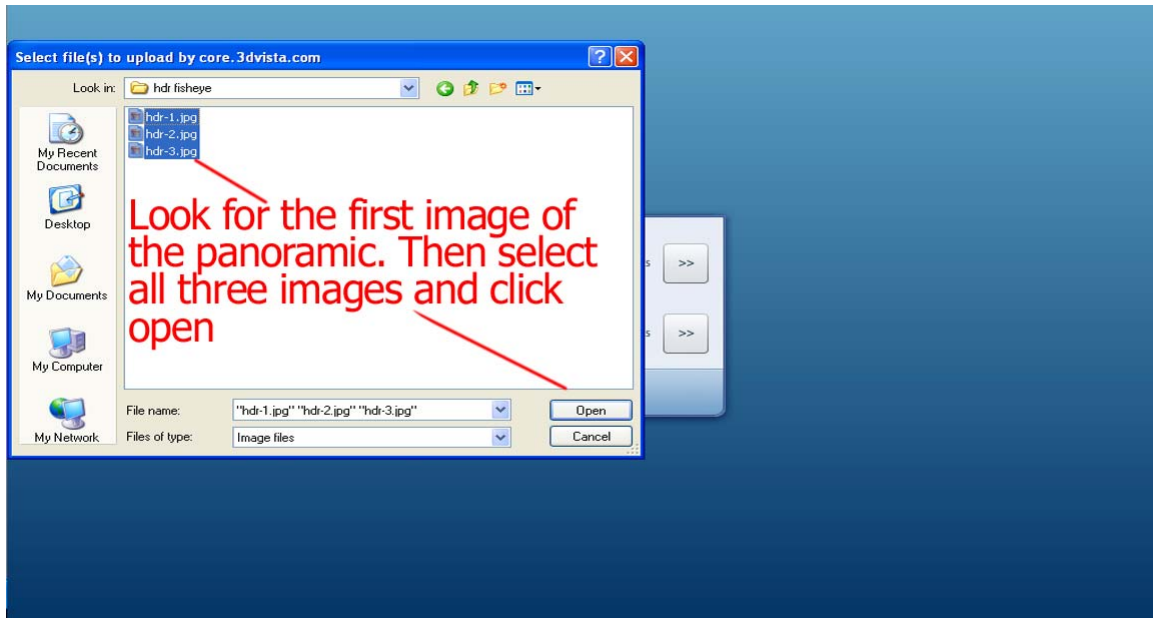 Select file(s) to upload by core.3dvista.com
Look in:
hdr fisheye
hdr-1.jpg
hdr-2.jpg
hdr-3.jpg
My Recent
Documents
Desktop
My Documents
My Computer
My Network
Look for the first image of
the panoramic. Then select
all three images and click
open
s >>
s >>
File name:
"hdr-1.jpg" "hdr-2.jpg" "hdr-3.jpg"
Open
Files of type:
Image files
Cancel